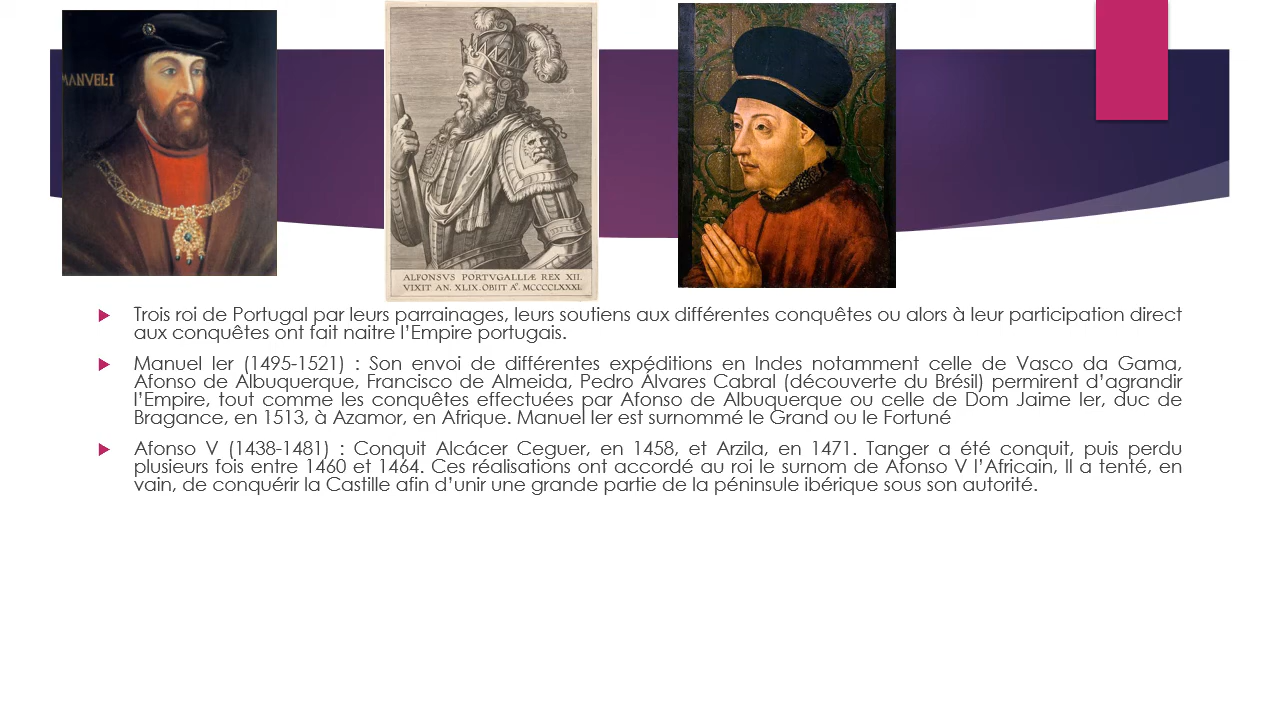 MANVEL·I
ALFONSVS PORTVGALLIÆ REX XII.
VIXIT AN. XLIX. OBIIT Aº. MCCCCLXXXI.
Trois roi de Portugal par leurs parrainages, leurs soutiens aux différentes conquêtes ou alors à leur participation direct
aux conquêtes ont fait naitre l’Empire portugais.
Manuel Ier (1495-1521) : Son envoi de différentes expéditions en Indes notamment celle de Vasco da Gama,
Afonso de Albuquerque, Francisco de Almeida, Pedro Álvares Cabral (découverte du Brésil) permirent d’agrandir
l’Empire, tout comme les conquêtes effectuées par Afonso de Albuquerque ou celle de Dom Jaime Ier, duc de
Bragance, en 1513, à Azamor, en Afrique. Manuel Ier est surnommé le Grand ou le Fortuné
Afonso V (1438-1481) : Conquit Alcácer Ceguer, en 1458, et Arzila, en 1471. Tanger a été conquit, puis perdu
plusieurs fois entre 1460 et 1464. Ces réalisations ont accordé au roi le surnom de Afonso V l’Africain, Il a tenté, en
vain, de conquérir la Castille afin d’unir une grande partie de la péninsule ibérique sous son autorité.